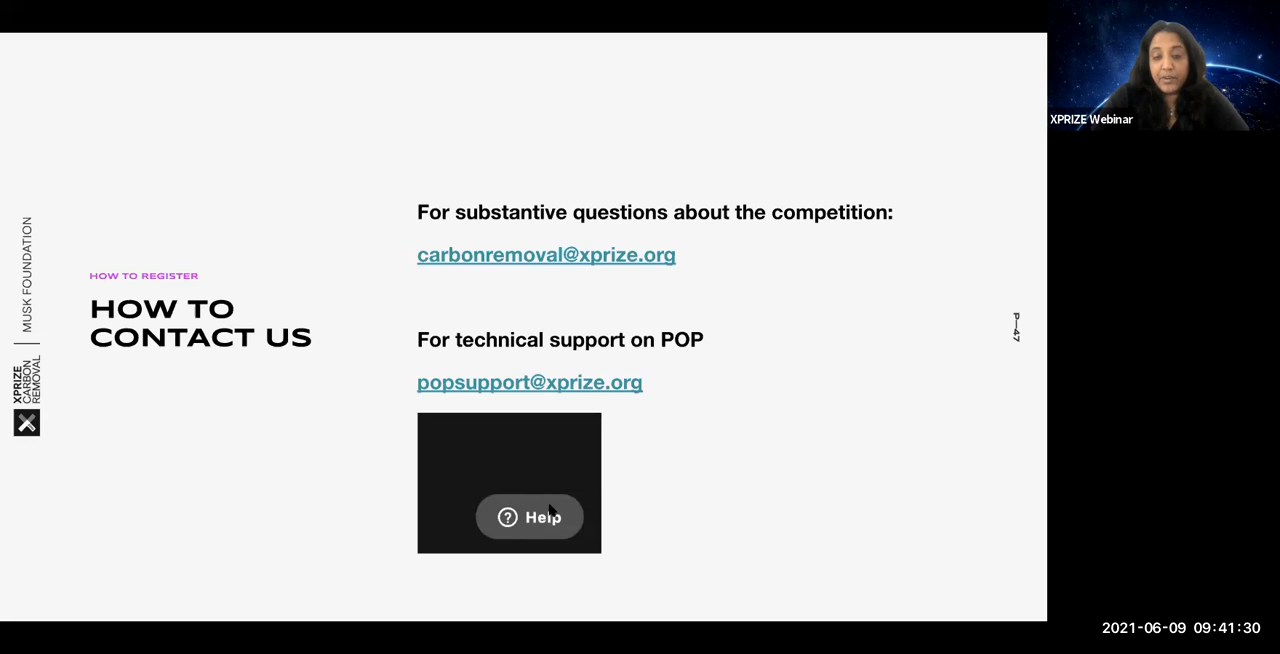 MUSK FOUNDATION
XPRIZE
CARBON
REMOVAL
HOW TO REGISTER
HOW TO
CONTACT US
For substantive questions about the competition:
carbonremoval@xprize.org
For technical support on POP
popsupport@xprize.org
Help
P—47
XPRIZE Webinar
2021-06-09 09:41:30